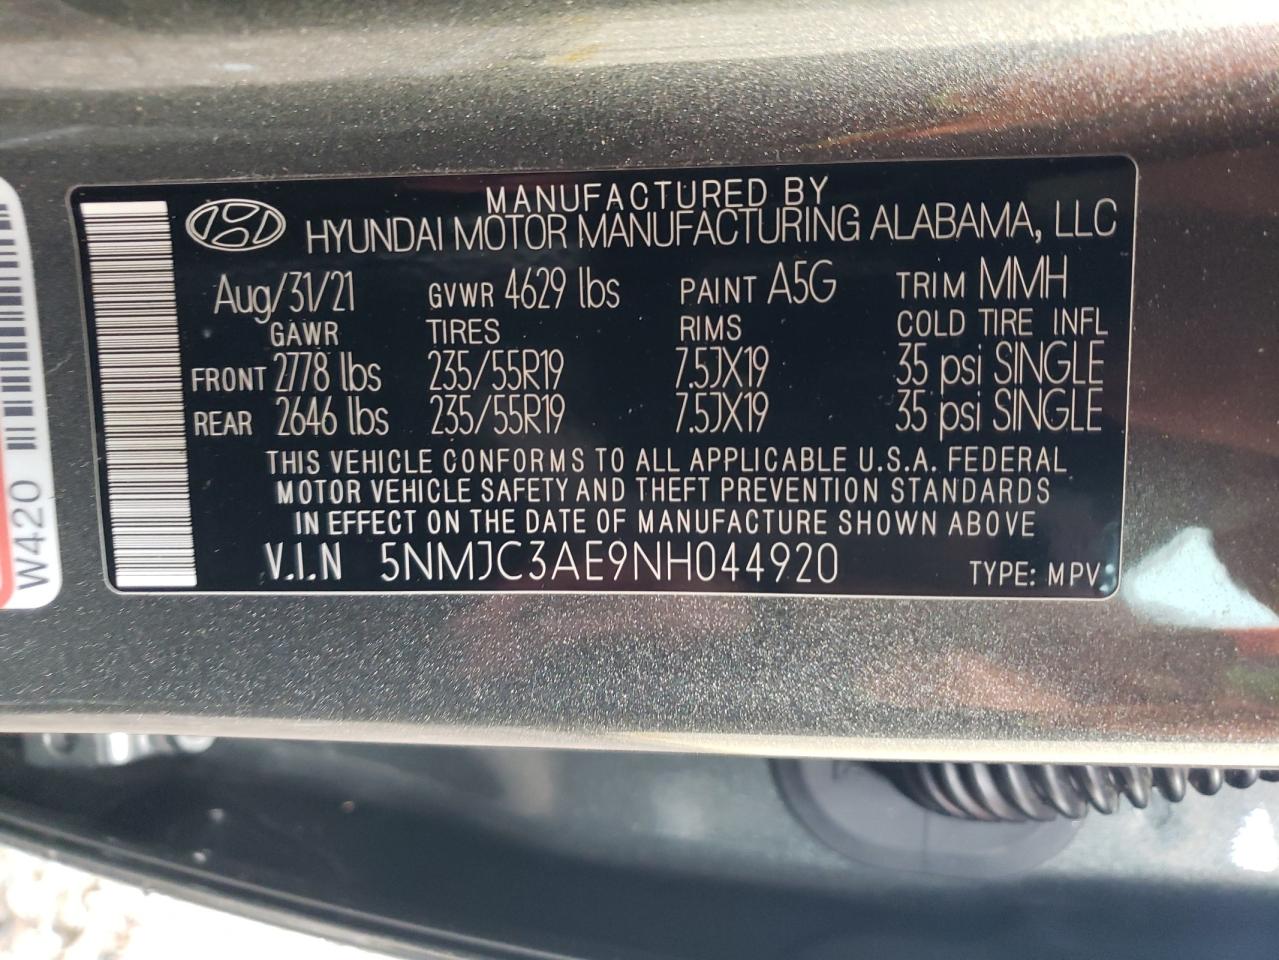 MANUFACTURED BY
HYUNDAI MOTOR MANUFACTURING ALABAMA, LLC
Aug/31/21 GVWR 4629 lbs PAINT A5G TRIM MMH
GAWR TIRES RIMS COLD TIRE INFL
FRONT 2778 lbs 235/55R19 7.5JX19 35 psi SINGLE
REAR 2646 lbs 235/55R19 7.5JX19 35 psi SINGLE
THIS VEHICLE CONFORMS TO ALL APPLICABLE U.S.A. FEDERAL
MOTOR VEHICLE SAFETY AND THEFT PREVENTION STANDARDS
IN EFFECT ON THE DATE OF MANUFACTURE SHOWN ABOVE
V.I.N 5NMJC3AE9NH044920 TYPE: MPV
W420